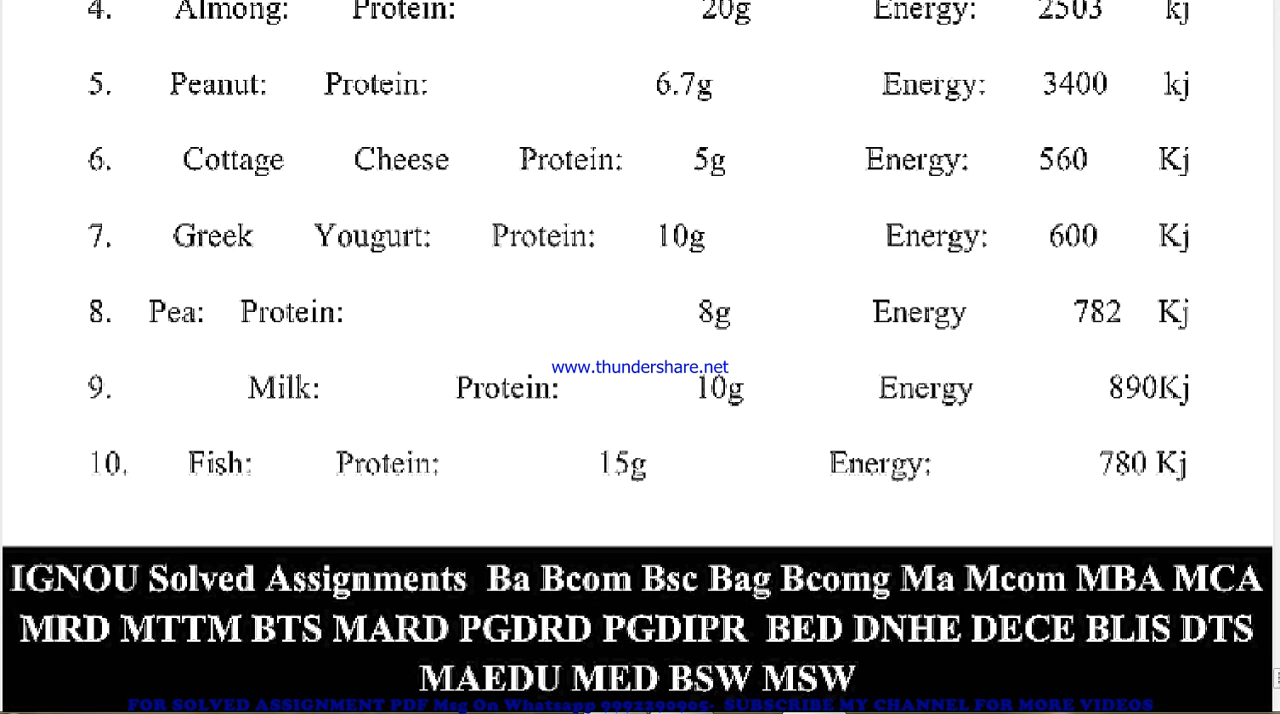 4. Almong: Protein: 20g Energy: 2503 kj
5. Peanut: Protein: 6.7g Energy: 3400 kj
6. Cottage Cheese Protein: 5g Energy: 560 Kj
7. Greek Yougurt: Protein: 10g Energy: 600 Kj
8. Pea: Protein: 8g Energy 782 Kj
www.thundershare.net
9. Milk: Protein: 10g Energy 890Kj
10. Fish: Protein: 15g Energy: 780 Kj
IGNOU Solved Assignments Ba Bcom Bsc Bag Bcomg Ma Mcom MBA MCA
MRD MTTM BTS MARD PGDRD PGDIPR BED DNHE DECE BLIS DTS
MAEDU MED BSW MSW
FOR SOLVED ASSIGNMENT PDF Msg On Whatsapp SUBSCRIBE MY CHANNEL FOR MORE VIDEOS